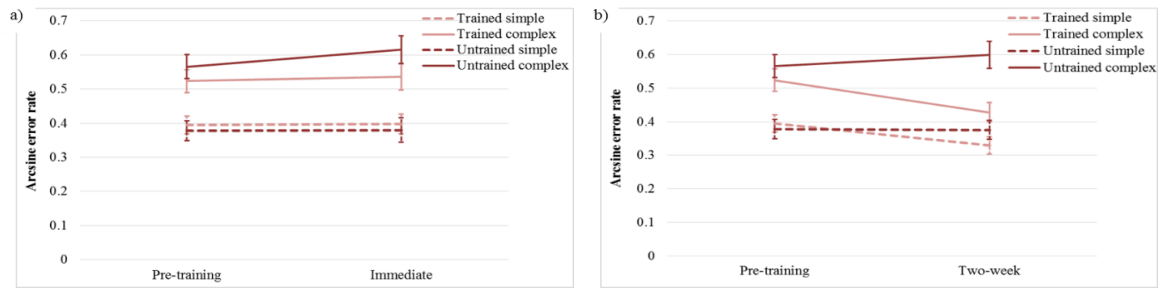 a)
Arcsine error rate
0.7
0.6
0.5
0.4
0.3
0.2
0.1
0
Pre-training
Immediate
Trained simple
Trained complex
Untrained simple
Untrained complex
b)
Arcsine error rate
0.7
0.6
0.5
0.4
0.3
0.2
0.1
0
Pre-training
Two-week
Trained simple
Trained complex
Untrained simple
Untrained complex